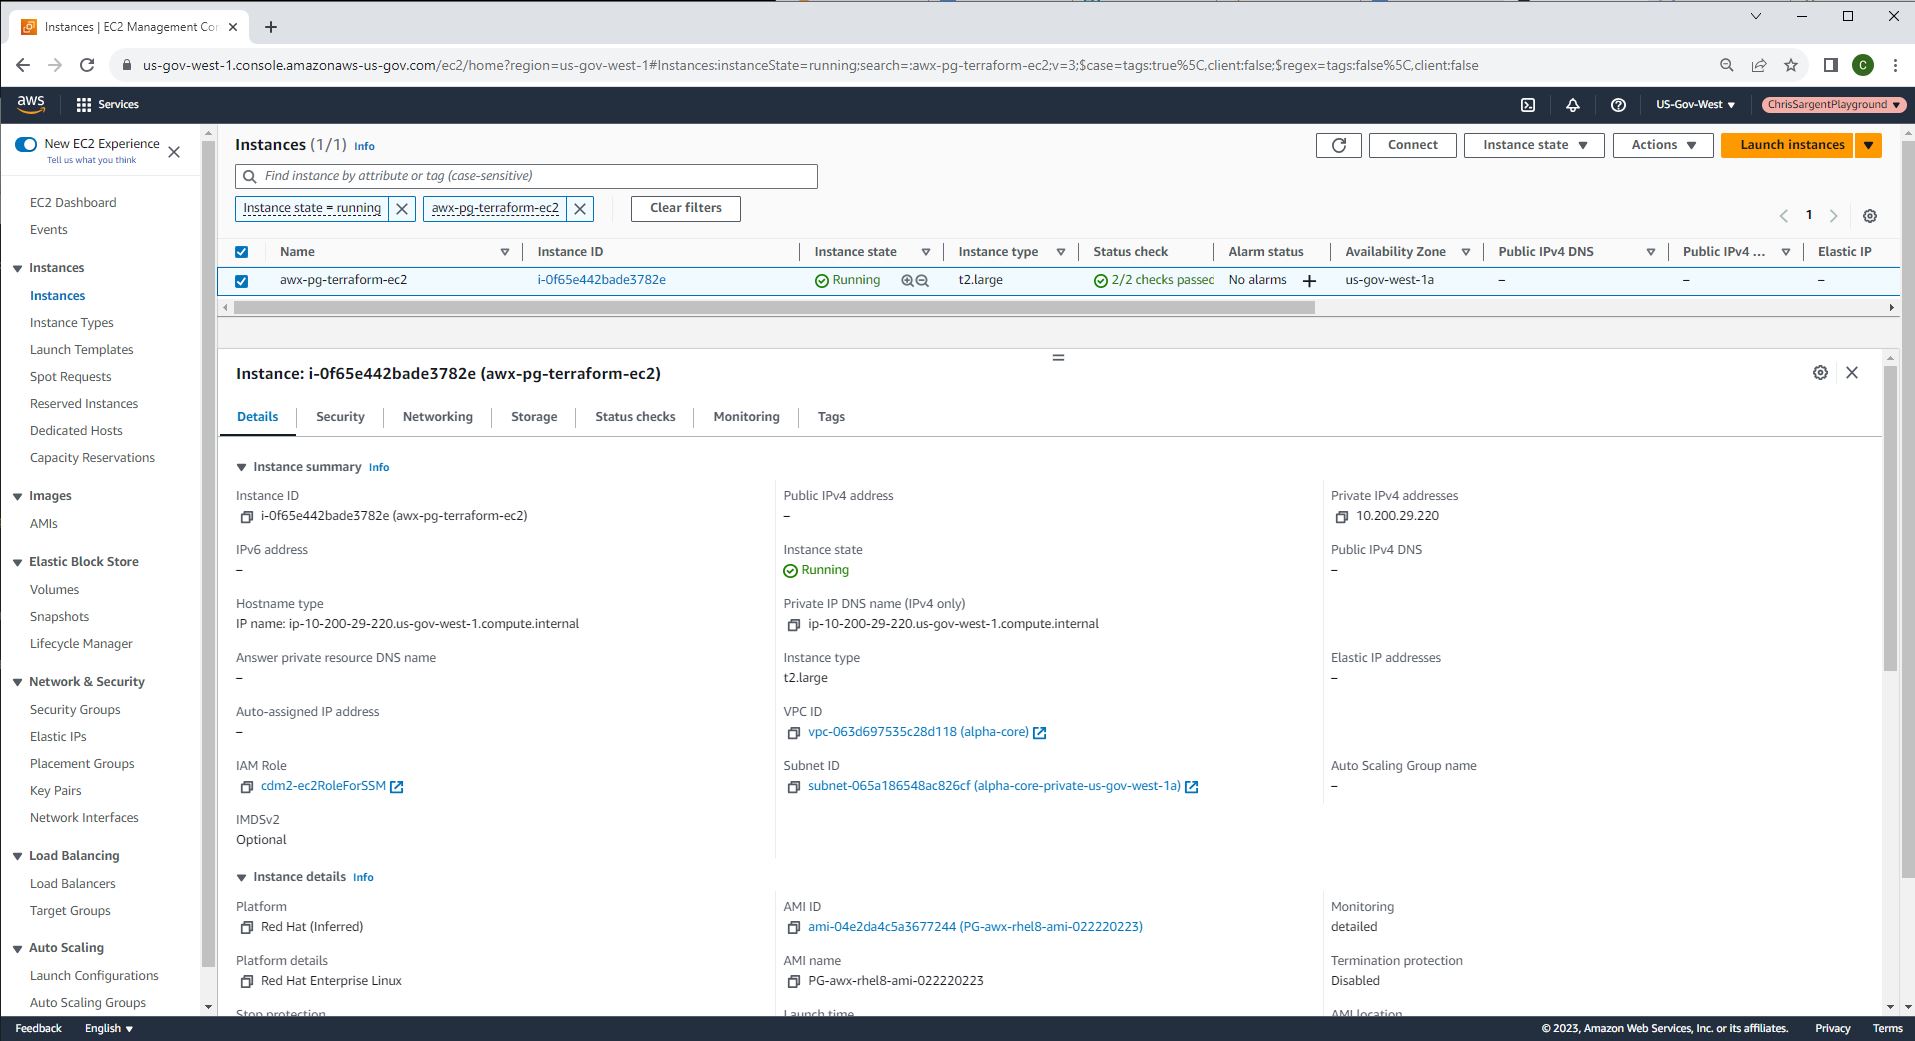 Instances | EC2 Management Cor
us-gov-west-1.console.amazonaws-us-gov.com/ec2/home?region=us-gov-west-1#Instances:instanceState=running;search=:awx-pg-terraform-ec2;v=3;$case=tags:true%5C,client:false;$regex=tags:false%5C,client:false
C
aws
Services
US-Gov-West
ChrisSargentPlayground
New EC2 Experience
Tell us what you think
EC2 Dashboard
Events
Instances
Instances
Instance Types
Launch Templates
Spot Requests
Reserved Instances
Dedicated Hosts
Capacity Reservations
Images
AMIs
Elastic Block Store
Volumes
Snapshots
Lifecycle Manager
Network & Security
Security Groups
Elastic IPs
Placement Groups
Key Pairs
Network Interfaces
Load Balancing
Load Balancers
Target Groups
Auto Scaling
Launch Configurations
Auto Scaling Groups
Instances (1/1) Info
Connect
Instance state
Actions
Launch instances
Find instance by attribute or tag (case-sensitive)
Instance state = running
awx-pg-terraform-ec2
Clear filters
1
Name Instance ID Instance state Instance type Status check Alarm status Availability Zone Public IPv4 DNS Public IPv4 ... Elastic IP
awx-pg-terraform-ec2 i-0f65e442bade3782e Running t2.large 2/2 checks passed No alarms us-gov-west-1a – – –
Instance: i-0f65e442bade3782e (awx-pg-terraform-ec2)
Details Security Networking Storage Status checks Monitoring Tags
Instance summary Info
Instance ID
i-0f65e442bade3782e (awx-pg-terraform-ec2)
Public IPv4 address
–
Private IPv4 addresses
10.200.29.220
IPv6 address
–
Instance state
Running
Public IPv4 DNS
–
Hostname type
IP name: ip-10-200-29-220.us-gov-west-1.compute.internal
Private IP DNS name (IPv4 only)
ip-10-200-29-220.us-gov-west-1.compute.internal
Answer private resource DNS name
–
Instance type
t2.large
Elastic IP addresses
–
Auto-assigned IP address
–
VPC ID
vpc-063d697535c28d118 (alpha-core)
IAM Role
cdm2-ec2RoleForSSM
Subnet ID
subnet-065a186548ac826cf (alpha-core-private-us-gov-west-1a)
Auto Scaling Group name
–
IMDSv2
Optional
Instance details Info
Platform
Red Hat (Inferred)
AMI ID
ami-04e2da4c5a3677244 (PG-awx-rhel8-ami-022220223)
Monitoring
detailed
Platform details
Red Hat Enterprise Linux
AMI name
PG-awx-rhel8-ami-022220223
Termination protection
Disabled
Stop protection
Launch time
AMI location
Feedback
English
© 2023, Amazon Web Services, Inc. or its affiliates.
Privacy
Terms